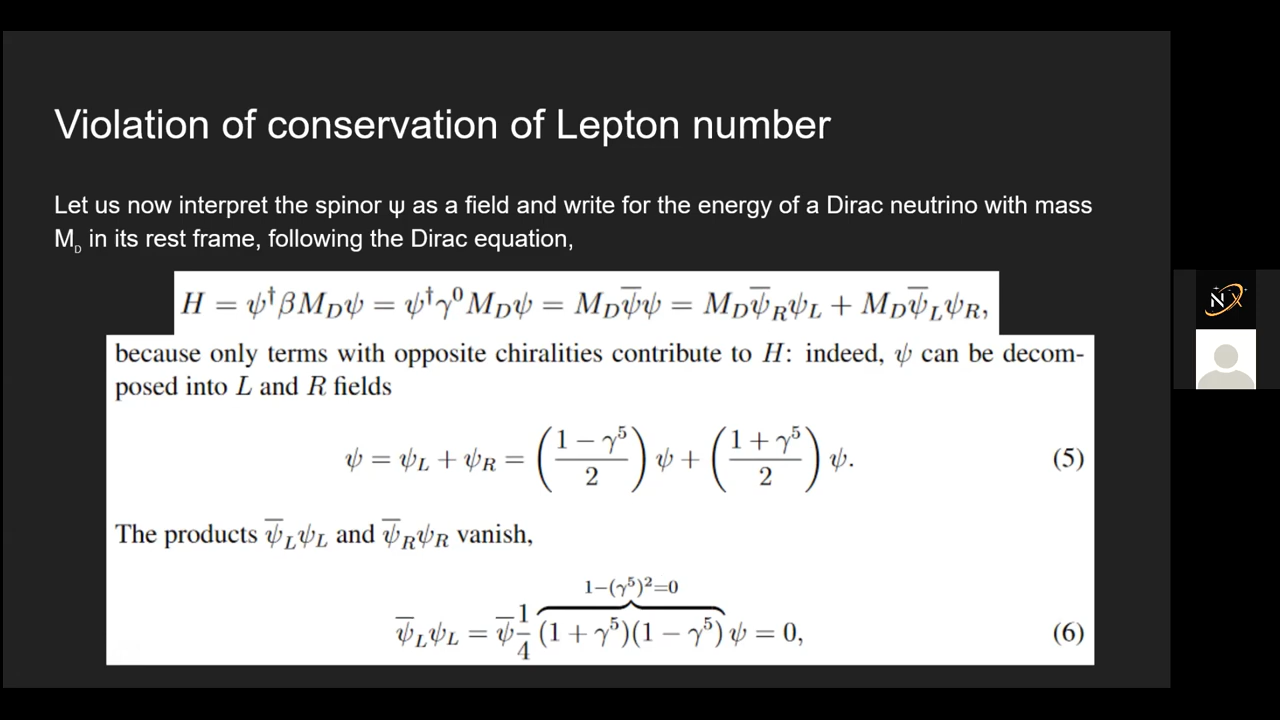 Violation of conservation of Lepton number
Let us now interpret the spinor ψ as a field and write for the energy of a Dirac neutrino with mass
M_D in its rest frame, following the Dirac equation,
H = ψ†βM_Dψ = ψ†γ⁰M_Dψ = M_Dψ̅ψ = M_Dψ̅_Rψ_L + M_Dψ̅_Lψ_R,
because only terms with opposite chiralities contribute to H: indeed, ψ can be decom-
posed into L and R fields
ψ = ψ_L + ψ_R = ((1 − γ⁵)/2) ψ + ((1 + γ⁵)/2) ψ. (5)
The products ψ̅_Lψ_L and ψ̅_Rψ_R vanish,
1−(γ⁵)²=0
ψ̅_Lψ_L = ψ̅ 1/4 (1 + γ⁵)(1 − γ⁵) ψ = 0, (6)
NX